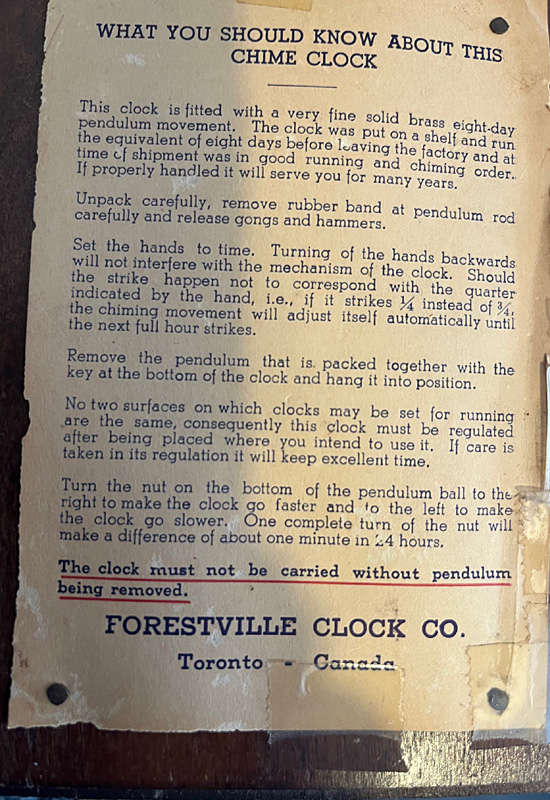 WHAT YOU SHOULD KNOW ABOUT THIS
CHIME CLOCK
This clock is fitted with a very fine solid brass eight-day
pendulum movement. The clock was put on a shelf and run
the equivalent of eight days before leaving the factory and at
time of shipment was in good running and chiming order.
If properly handled it will serve you for many years.
Unpack carefully, remove rubber band at pendulum rod
carefully and release gongs and hammers.
Set the hands to time. Turning of the hands backwards
will not interfere with the mechanism of the clock. Should
the strike happen not to correspond with the quarter
indicated by the hand, i.e., if it strikes ¼ instead of ¾,
the chiming movement will adjust itself automatically until
the next full hour strikes.
Remove the pendulum that is packed together with the
key at the bottom of the clock and hang it into position.
No two surfaces on which clocks may be set for running
are the same, consequently this clock must be regulated
after being placed where you intend to use it. If care is
taken in its regulation it will keep excellent time.
Turn the nut on the bottom of the pendulum ball to the
right to make the clock go faster and to the left to make
the clock go slower. One complete turn of the nut will
make a difference of about one minute in 24 hours.
The clock must not be carried without pendulum
being removed.
FORESTVILLE CLOCK CO.
Toronto - Canada